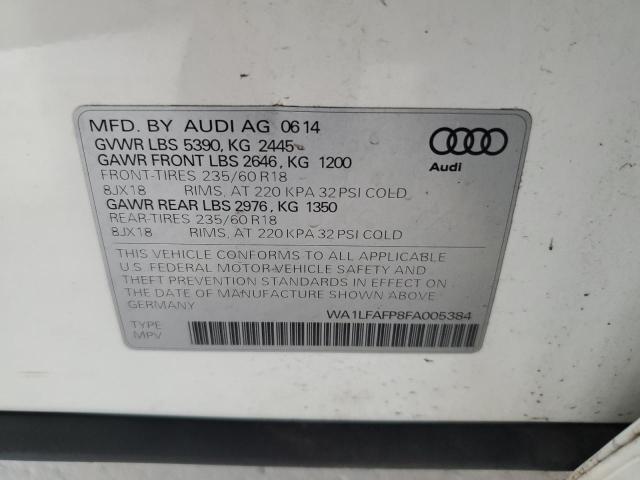 MFD. BY AUDI AG 0614
GVWR LBS 5390, KG 2445
GAWR FRONT LBS 2646, KG 1200
FRONT-TIRES 235/60 R18
8JX18 RIMS, AT 220 KPA 32 PSI COLD
GAWR REAR LBS 2976, KG 1350
REAR-TIRES 235/60 R18
8JX18 RIMS, AT 220 KPA 32 PSI COLD
Audi
THIS VEHICLE CONFORMS TO ALL APPLICABLE
U.S. FEDERAL MOTOR-VEHICLE SAFETY AND
THEFT PREVENTION STANDARDS IN EFFECT ON
THE DATE OF MANUFACTURE SHOWN ABOVE.
GERMANY
WA1LFAFP8FA005384
TYPE
MPV